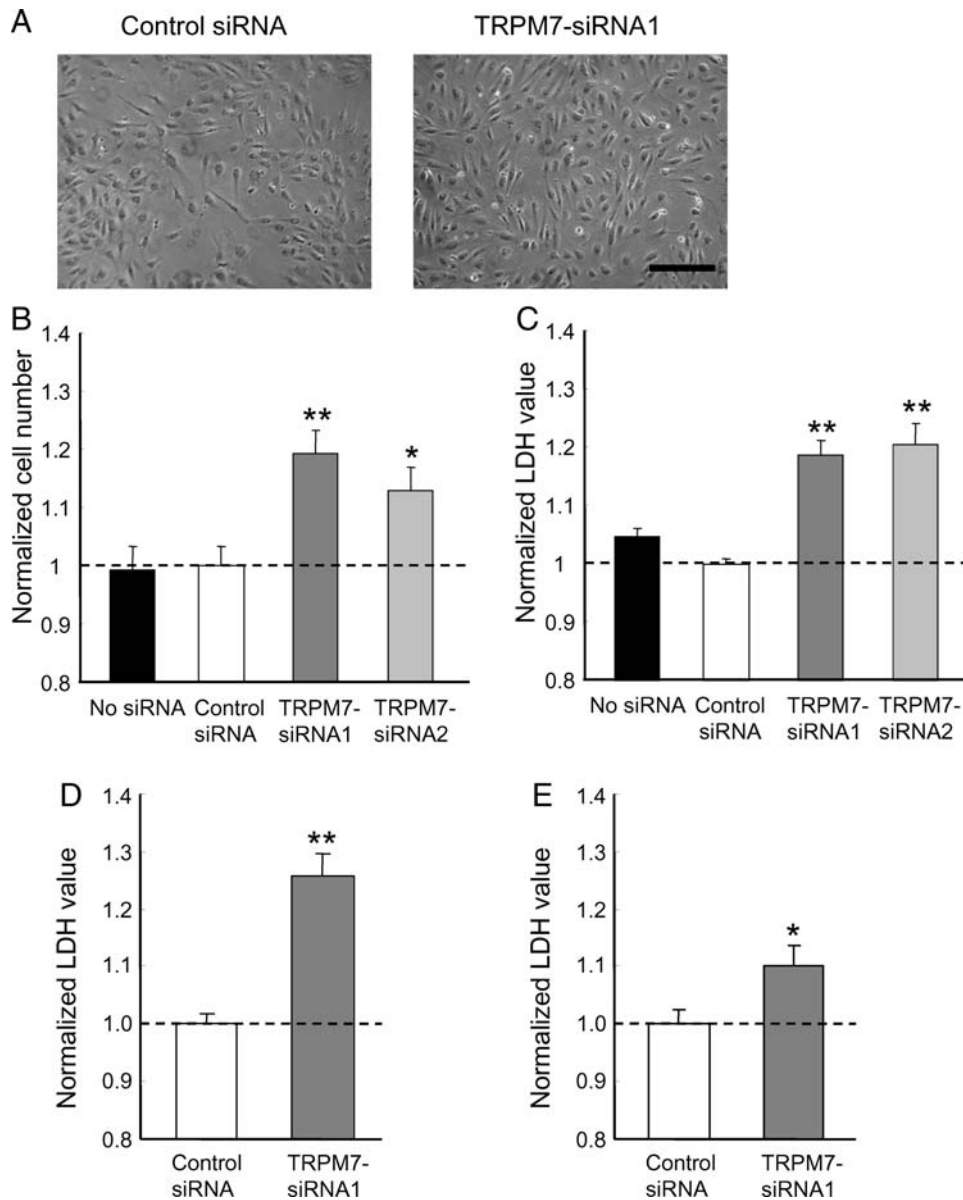 A
Control siRNA
TRPM7-siRNA1
B
Normalized cell number
1.4
1.3
1.2
1.1
1
0.9
0.8
**
*
No siRNA
Control
siRNA
TRPM7-
siRNA1
TRPM7-
siRNA2
C
Normalized LDH value
1.4
1.3
1.2
1.1
1
0.9
0.8
**
**
No siRNA
Control
siRNA
TRPM7-
siRNA1
TRPM7-
siRNA2
D
Normalized LDH value
1.4
1.3
1.2
1.1
1.0
0.9
0.8
**
Control
siRNA
TRPM7-
siRNA1
E
Normalized LDH value
1.4
1.3
1.2
1.1
1.0
0.9
0.8
*
Control
siRNA
TRPM7-
siRNA1